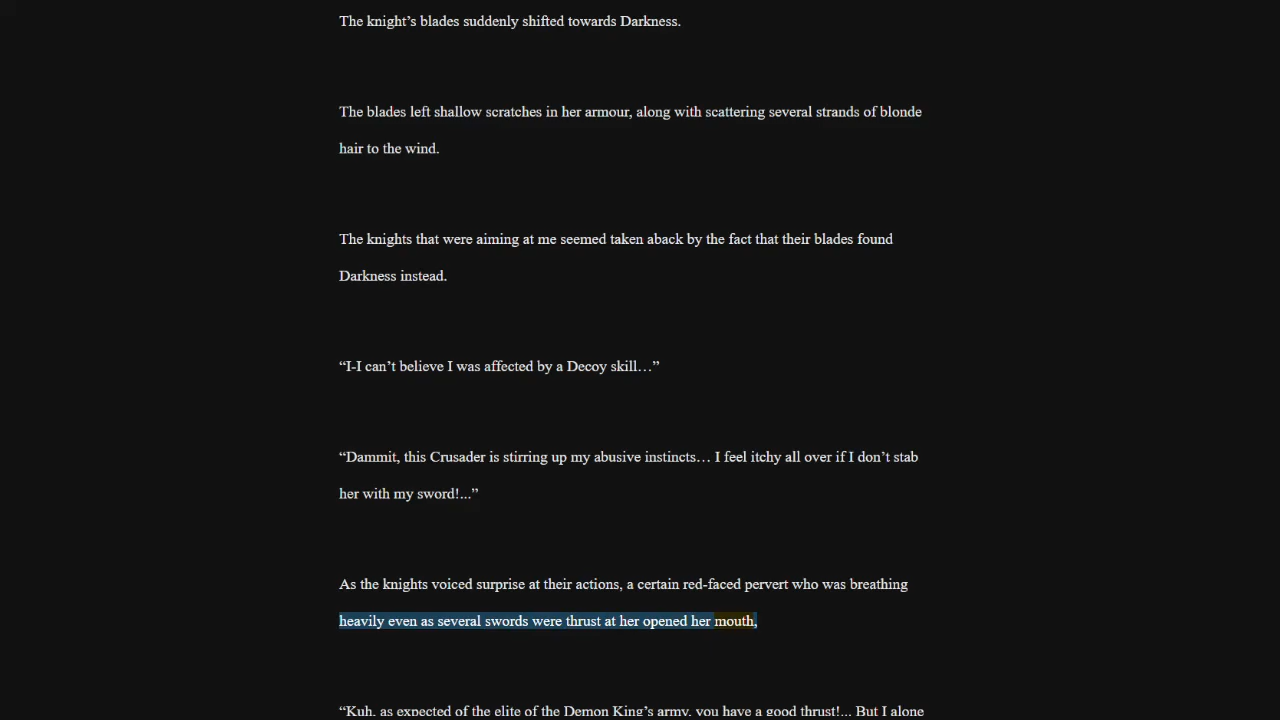 The knight’s blades suddenly shifted towards Darkness.
The blades left shallow scratches in her armour, along with scattering several strands of blonde
hair to the wind.
The knights that were aiming at me seemed taken aback by the fact that their blades found
Darkness instead.
“I-I can’t believe I was affected by a Decoy skill…”
“Dammit, this Crusader is stirring up my abusive instincts… I feel itchy all over if I don’t stab
her with my sword!...”
As the knights voiced surprise at their actions, a certain red-faced pervert who was breathing
heavily even as several swords were thrust at her opened her mouth,
“Kuh, as expected of the elite of the Demon King’s army, you have a good thrust!... But I alone